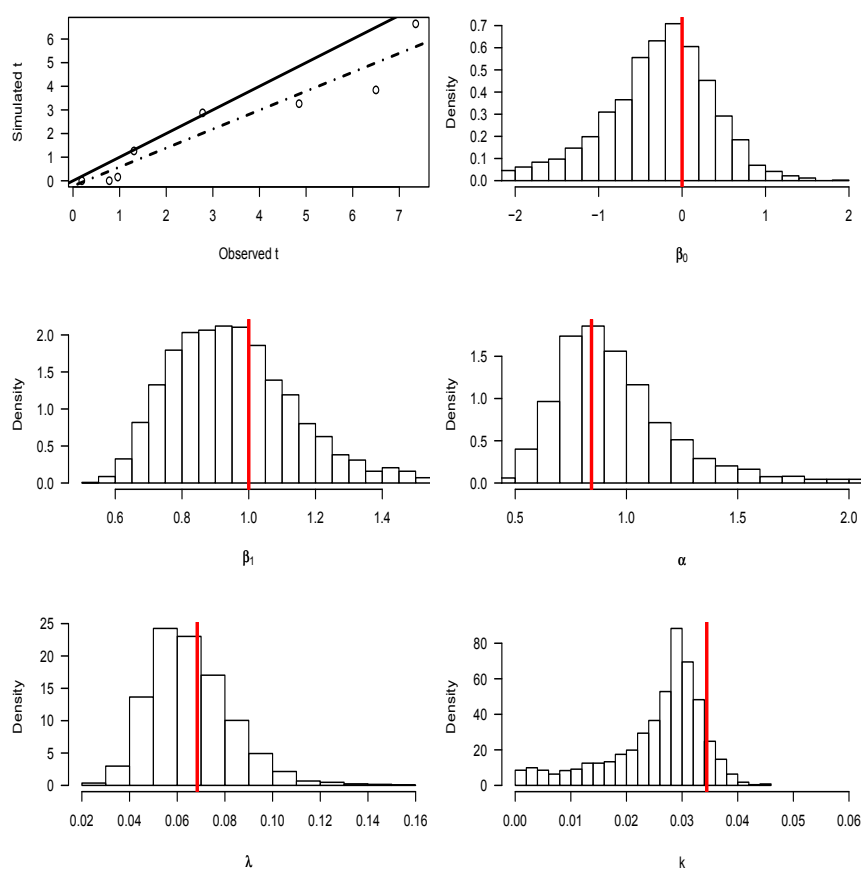 Simulated t
6
5
4
3
2
1
0
0 1 2 3 4 5 6 7
Observed t
Density
0.7
0.6
0.5
0.4
0.3
0.2
0.1
0.0
−2 −1 0 1 2
β₀
Density
2.0
1.5
1.0
0.5
0.0
0.6 0.8 1.0 1.2 1.4
β₁
Density
1.5
1.0
0.5
0.0
0.5 1.0 1.5 2.0
α
Density
25
20
15
10
5
0
0.02 0.04 0.06 0.08 0.10 0.12 0.14 0.16
λ
Density
80
60
40
20
0
0.00 0.01 0.02 0.03 0.04 0.05 0.06
k